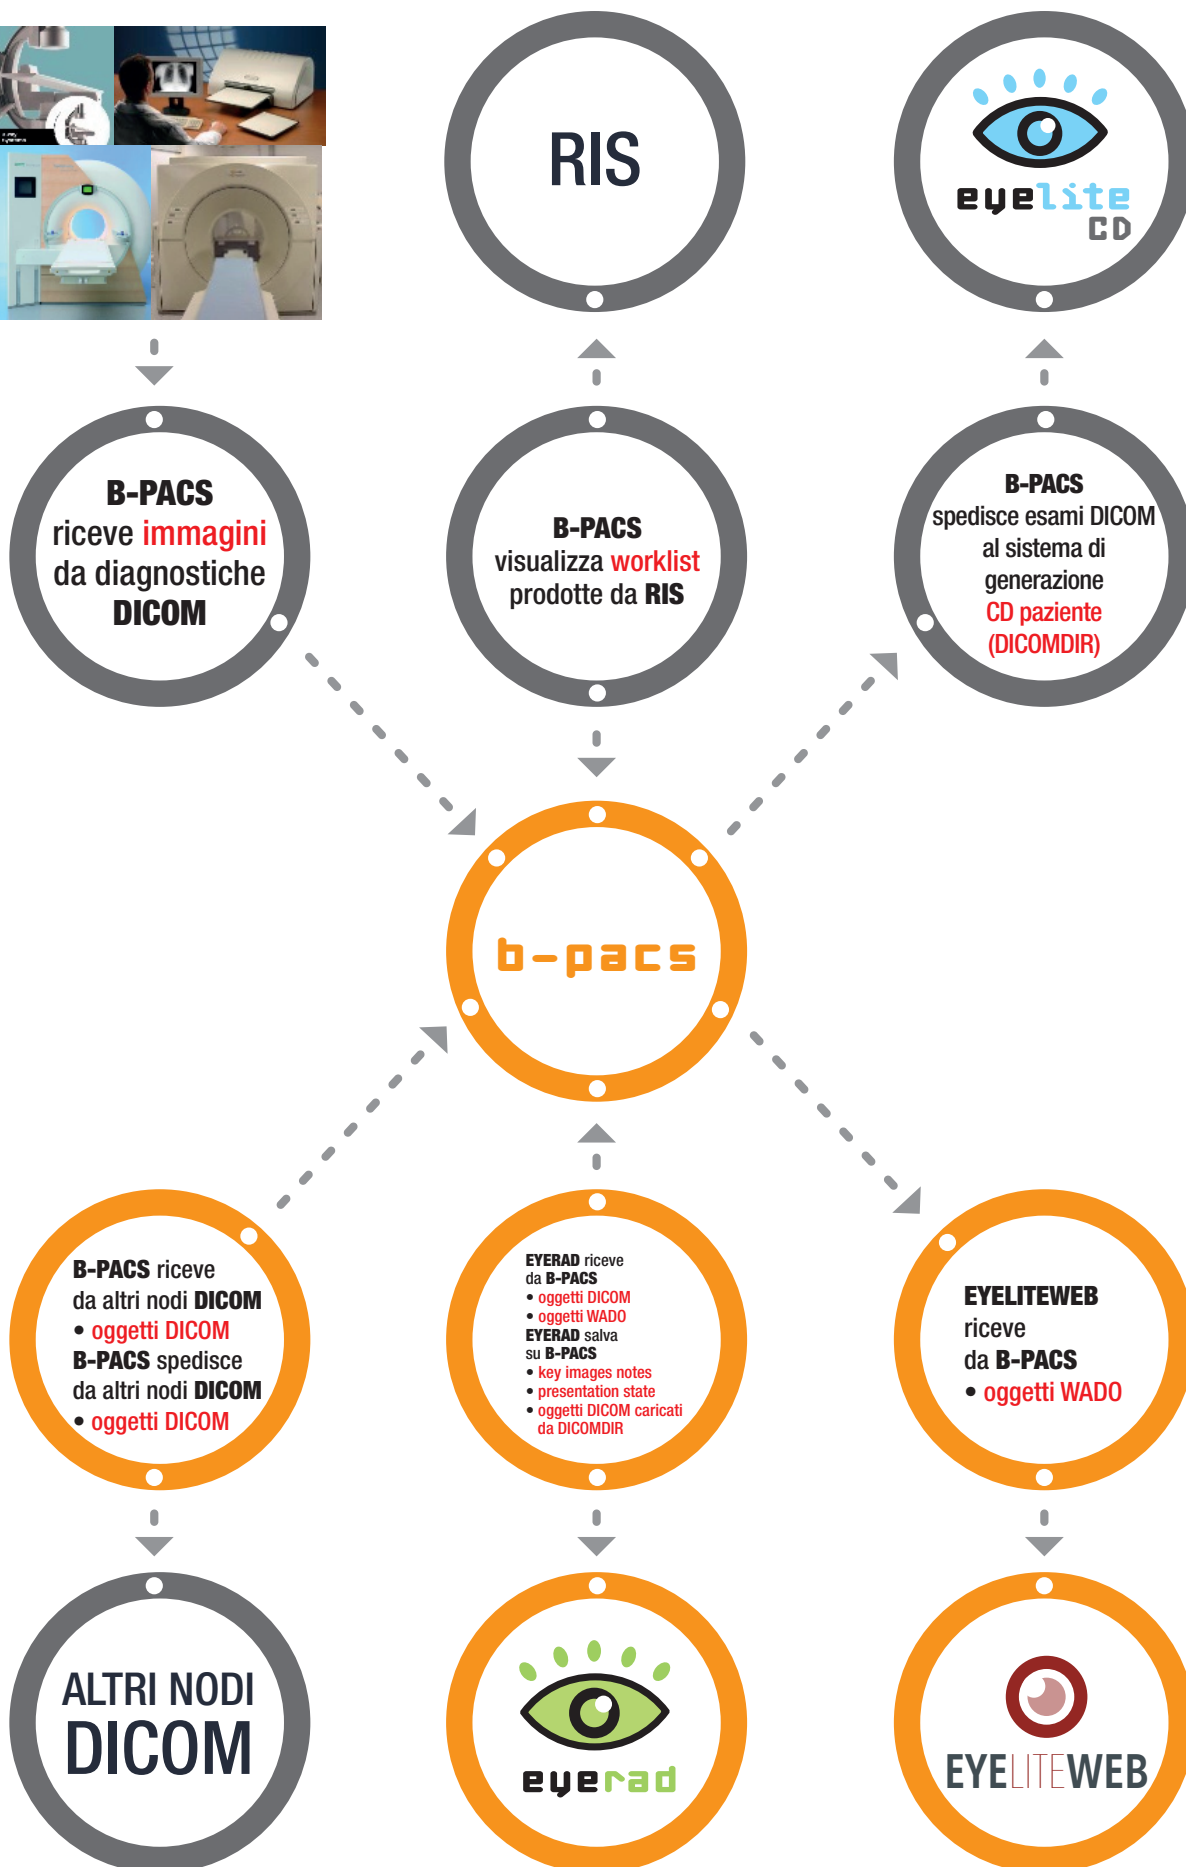 RIS
eyelite
CD
B-PACS
riceve immagini
da diagnostiche
DICOM
B-PACS
visualizza worklist
prodotte da RIS
B-PACS
spedisce esami DICOM
al sistema di
generazione
CD paziente
(DICOMDIR)
b-pacs
B-PACS riceve
da altri nodi DICOM
• oggetti DICOM
B-PACS spedisce
da altri nodi DICOM
• oggetti DICOM
EYERAD riceve
da B-PACS
• oggetti DICOM
• oggetti WADO
EYERAD salva
su B-PACS
• key images notes
• presentation state
• oggetti DICOM caricati
da DICOMDIR
EYELITEWEB
riceve
da B-PACS
• oggetti WADO
ALTRI NODI
DICOM
eyerad
EYELITEWEB